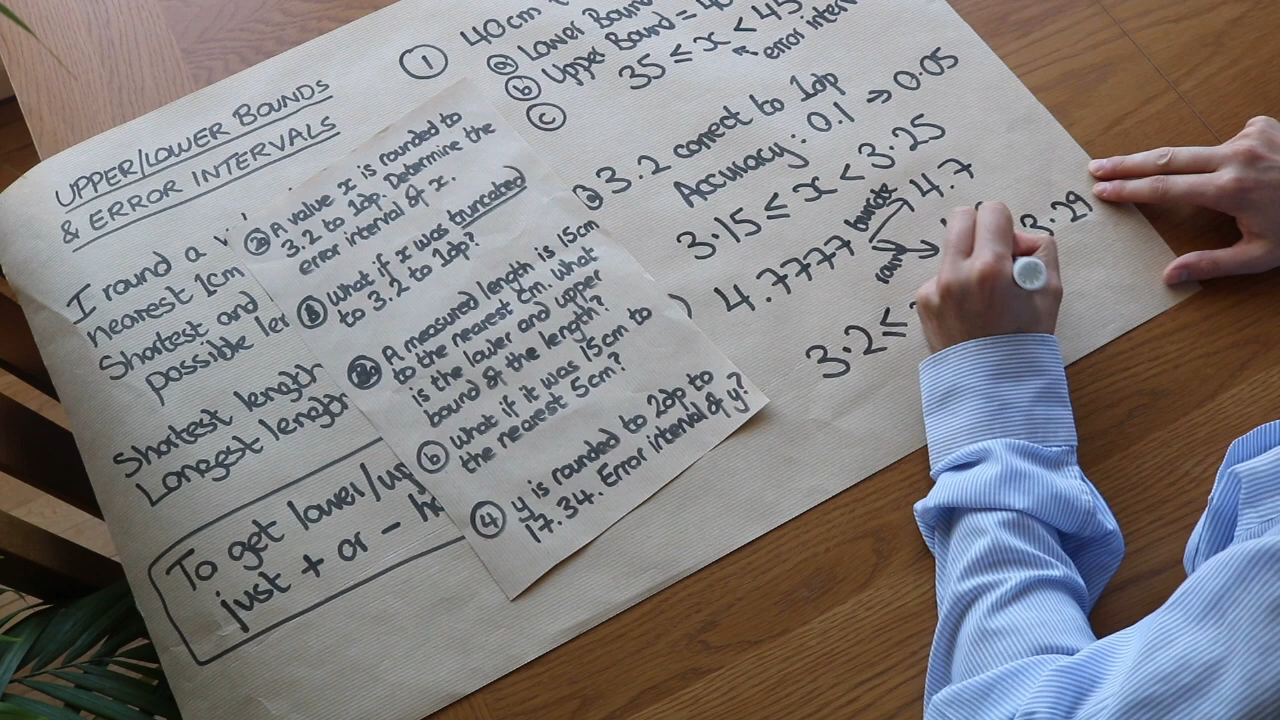 UPPER/LOWER BOUNDS
& ERROR INTERVALS
I round a
nearest 1cm
Shortest and
possible
Shortest length
Longest length
To get lower/
just + or -
2a A value x is rounded to
3.2 to 1dp. Determine the
error interval of x.
b What if x was truncated
to 3.2 to 1dp?
3a A measured length is 15cm
to the nearest cm. What
is the lower and upper
bound of the length?
b What if it was 15cm to
the nearest 5cm?
4 y is rounded to 2dp to
17.34. Error interval of y?
1 40cm
a Lower Bound
b Upper Bound =
c 35 ≤ x < 45
error
a 3.2 correct to 1dp
Accuracy: 0.1 ⇒ 0.05
3.15 ≤ x < 3.25
) 4.7777 truncate 4.7
round
3.29
3.2 ≤